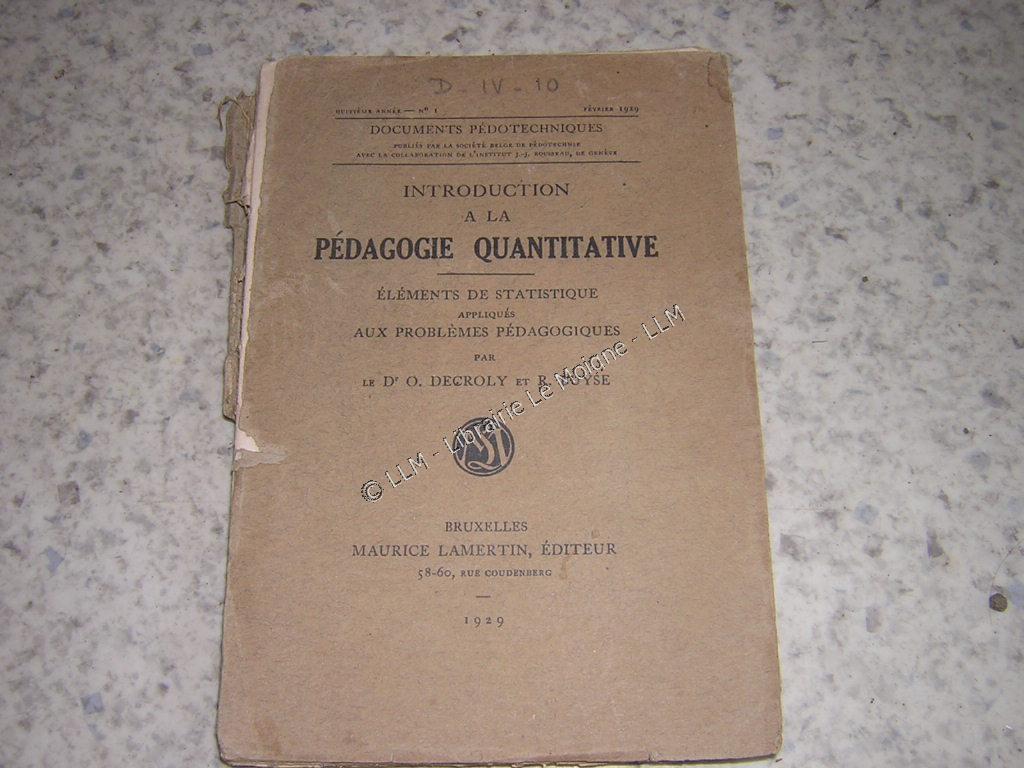 D - IV - 10
HUITIÈME ANNÉE — Nº 1 FÉVRIER 1929
DOCUMENTS PÉDOTECHNIQUES
PUBLIÉS PAR LA SOCIÉTÉ BELGE DE PÉDOTECHNIE
AVEC LA COLLABORATION DE L'INSTITUT J.-J. ROUSSEAU, DE GENÈVE
INTRODUCTION
A LA
PÉDAGOGIE QUANTITATIVE
ÉLÉMENTS DE STATISTIQUE
APPLIQUÉS
AUX PROBLÈMES PÉDAGOGIQUES
PAR
LE Dr O. DECROLY ET R. BUYSE
© LLM - Librairie Le Moigne - LLM
BRUXELLES
MAURICE LAMERTIN, ÉDITEUR
58-60, RUE COUDENBERG
1929